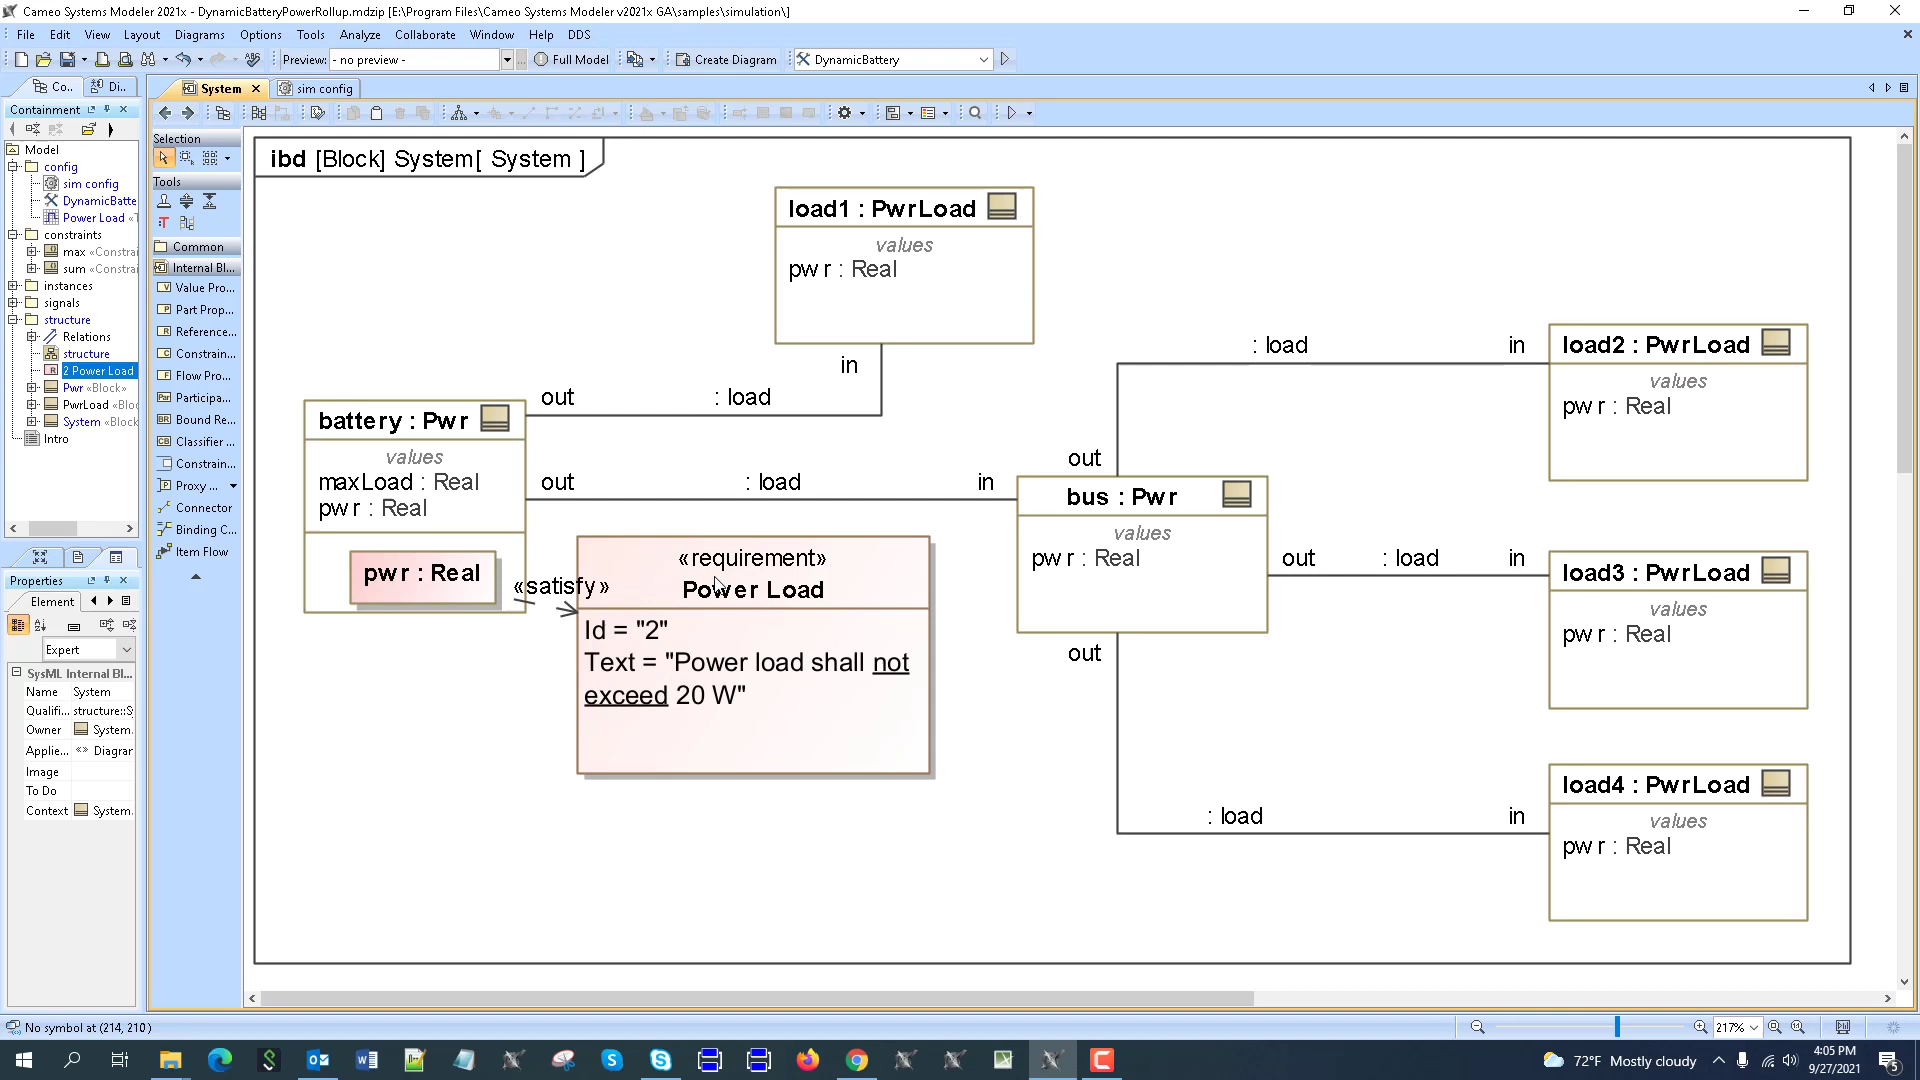 Cameo Systems Modeler 2021x - DynamicBatteryPowerRollup.mdzip [E:\Program Files\Cameo Systems Modeler v2021x GA\samples\simulation\]
File Edit View Layout Diagrams Options Tools Analyze Collaborate Window Help DDS
Preview: - no preview - ... Full Model Create Diagram DynamicBattery
Co.. Di... System sim config
Containment
Model
config
sim config
DynamicBatte
Power Load
constraints
max «Constrai
sum «Constrai
instances
signals
structure
Relations
structure
2 Power Load
Pwr «Block»
PwrLoad «Bloc
System «Block
Intro
Properties
Element
Expert
SysML Internal Bl...
Name System
Qualifi... structure::S
Owner System
Applie... «» Diagrar
Image
To Do
Context System
Selection
Tools
Common
Internal Bl...
Value Pro...
Part Prop...
Reference...
Constrain...
Flow Pro...
Participa...
Bound Re...
Classifier ...
Constrain...
Proxy ...
Connector
Binding C...
Item Flow
ibd [Block] System[ System ]
load1 : PwrLoad
values
pwr : Real
in
out : load
battery : Pwr
values
maxLoad : Real
pwr : Real
pwr : Real
out : load in
«satisfy»
«requirement»
Power Load
Id = "2"
Text = "Power load shall not
exceed 20 W"
bus : Pwr
values
pwr : Real
out
: load in
load2 : PwrLoad
values
pwr : Real
out : load in
load3 : PwrLoad
values
pwr : Real
out
: load in
load4 : PwrLoad
values
pwr : Real
No symbol at (214, 210 )
217%
72°F Mostly cloudy
4:05 PM
9/27/2021
5